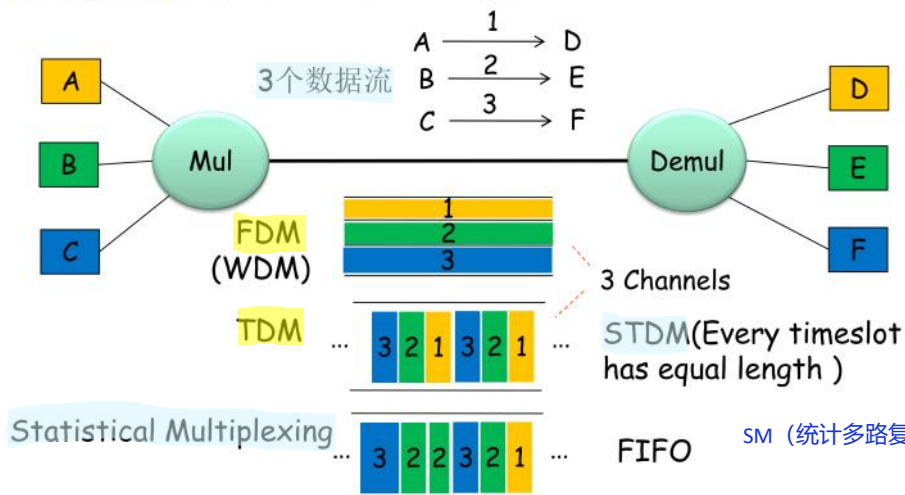 3个数据流
A 1 D
B 2 E
C 3 F
A
B
C
Mul
Demul
D
E
F
FDM
(WDM)
1
2
3
3 Channels
TDM
... 3 2 1 3 2 1 ...
STDM(Every timeslot
has equal length )
Statistical Multiplexing
... 3 2 2 3 2 1 ...
FIFO
SM（统计多路复